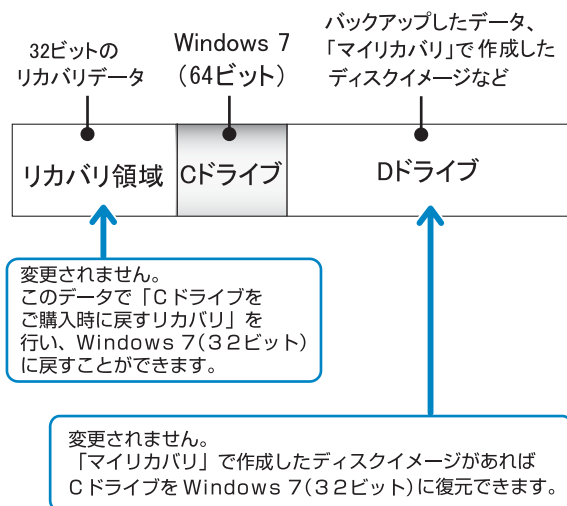 32ビットの
リカバリデータ
Windows 7
（64ビット）
バックアップしたデータ、
「マイリカバリ」で作成した
ディスクイメージなど
リカバリ領域
Cドライブ
Dドライブ
変更されません。
このデータで「Cドライブを
ご購入時に戻すリカバリ」を
行い、Windows 7(32ビット)
に戻すことができます。
変更されません。
「マイリカバリ」で作成したディスクイメージがあれば
CドライブをWindows 7(32ビット)に復元できます。